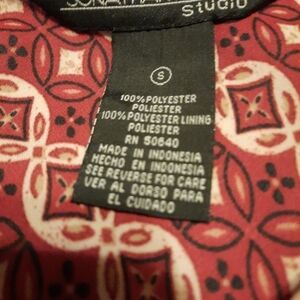 Studio
S
100% POLYESTER
POLIESTER
100% POLYESTER LINING
POLIESTER
RN 50640
MADE IN INDONESIA
HECHO EN INDONESIA
SEE REVERSE FOR CARE
VER AL DORSO PARA
EL CUIDADO